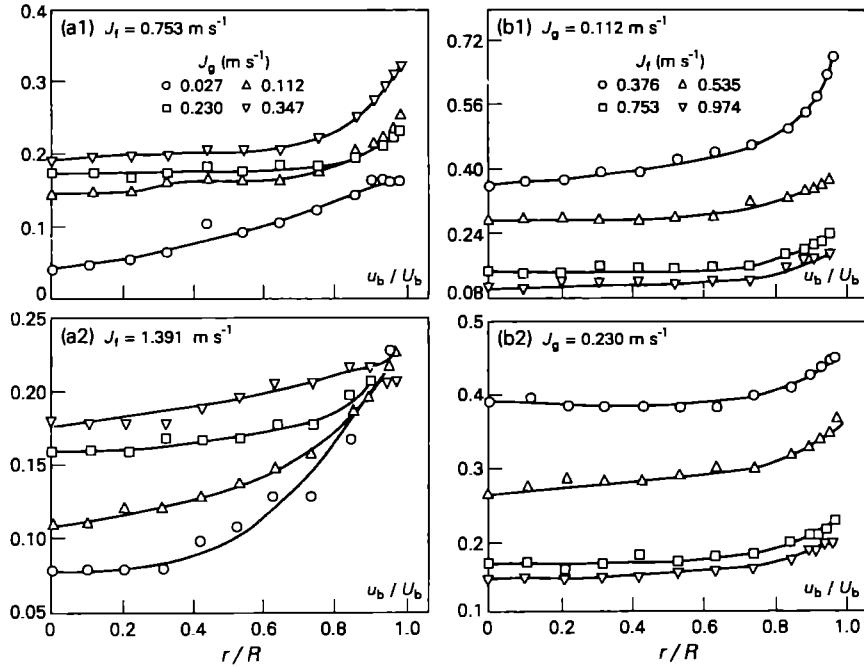 (a1) J_f = 0.753 m s⁻¹
J_g (m s⁻¹)
○ 0.027 △ 0.112
□ 0.230 ▽ 0.347
0.4
0.3
0.2
0.1
0
u_b / U_b
(b1) J_g = 0.112 m s⁻¹
J_f (m s⁻¹)
○ 0.376 △ 0.535
□ 0.753 ▽ 0.974
0.72
0.56
0.40
0.24
0.08
u_b / U_b
(a2) J_f = 1.391 m s⁻¹
0.25
0.20
0.15
0.10
0.05
u_b / U_b
0 0.2 0.4 0.6 0.8 1.0
r / R
(b2) J_g = 0.230 m s⁻¹
0.5
0.4
0.3
0.2
0.1
u_b / U_b
0 0.2 0.4 0.6 0.8 1.0
r / R